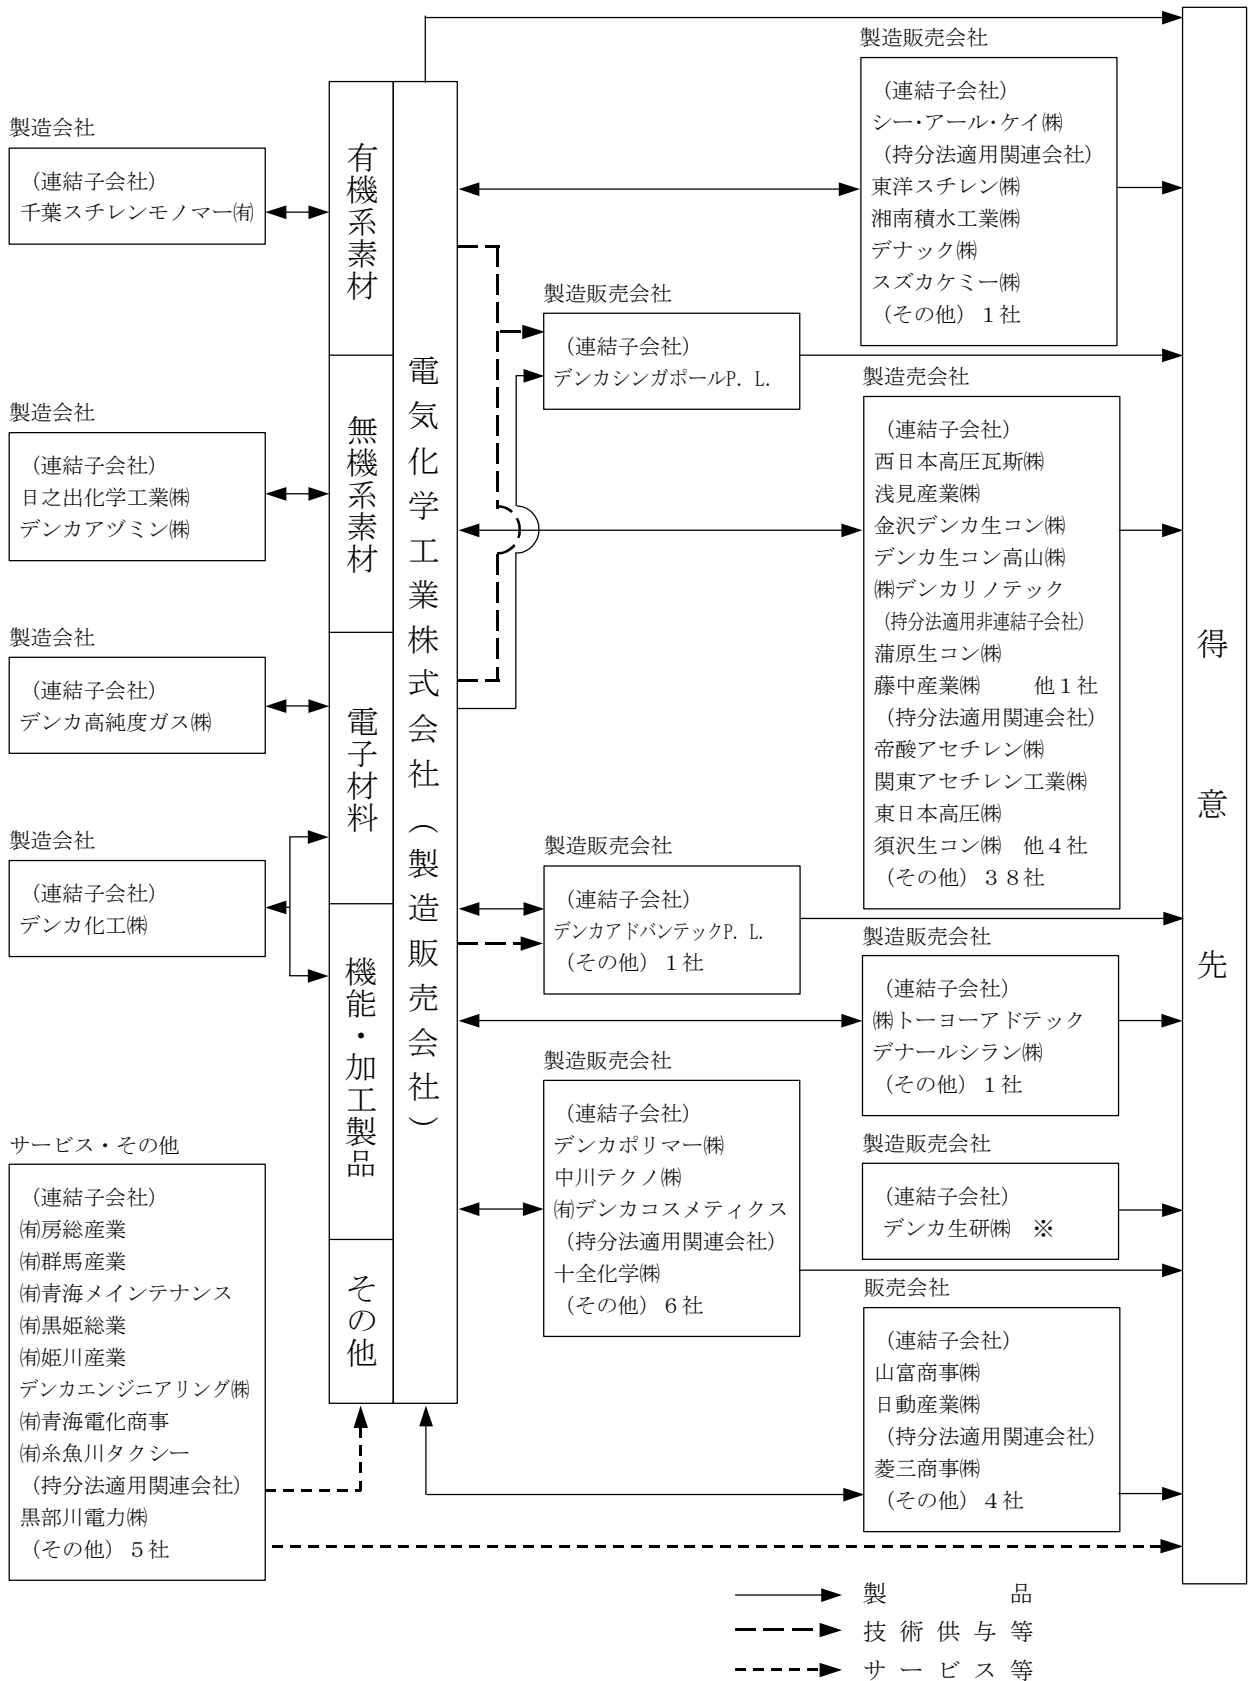 製造会社
（連結子会社）
千葉スチレンモノマー㈲
製造会社
（連結子会社）
日之出化学工業㈱
デンカアヅミン㈱
製造会社
（連結子会社）
デンカ高純度ガス㈱
製造会社
（連結子会社）
デンカ化工㈱
サービス・その他
（連結子会社）
㈲房総産業
㈲群馬産業
㈲青海メインテナンス
㈲黒姫総業
㈲姫川産業
デンカエンジニアリング㈱
㈲青海電化商事
㈲糸魚川タクシー
（持分法適用関連会社）
黒部川電力㈱
（その他）５社
有機系素材
無機系素材
電子材料
機能・加工製品
その他
電気化学工業株式会社（製造販売会社）
製造販売会社
（連結子会社）
デンカシンガポールP. L.
製造販売会社
（連結子会社）
デンカアドバンテックP. L.
（その他）１社
製造販売会社
（連結子会社）
デンカポリマー㈱
中川テクノ㈱
㈲デンカコスメティクス
（持分法適用関連会社）
十全化学㈱
（その他）６社
製造販売会社
（連結子会社）
シー・アール・ケイ㈱
（持分法適用関連会社）
東洋スチレン㈱
湘南積水工業㈱
デナック㈱
スズカケミー㈱
（その他）１社
製造売会社
（連結子会社）
西日本高圧瓦斯㈱
浅見産業㈱
金沢デンカ生コン㈱
デンカ生コン高山㈱
㈱デンカリノテック
（持分法適用非連結子会社）
蒲原生コン㈱
藤中産業㈱　　他１社
（持分法適用関連会社）
帝酸アセチレン㈱
関東アセチレン工業㈱
東日本高圧㈱
須沢生コン㈱　他４社
（その他）３８社
製造販売会社
（連結子会社）
㈱トーヨーアドテック
デナールシラン㈱
（その他）１社
製造販売会社
（連結子会社）
デンカ生研㈱　※
販売会社
（連結子会社）
山富商事㈱
日動産業㈱
（持分法適用関連会社）
菱三商事㈱
（その他）４社
得意先
製品
技術供与等
サービス等